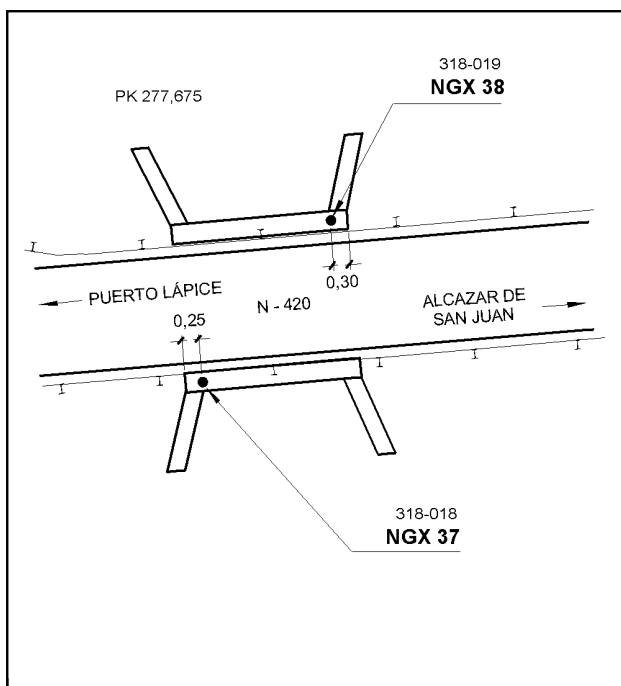 318-019
NGX 38
PK 277,675
0,30
PUERTO LÁPICE
N - 420
ALCAZAR DE
SAN JUAN
0,25
318-018
NGX 37